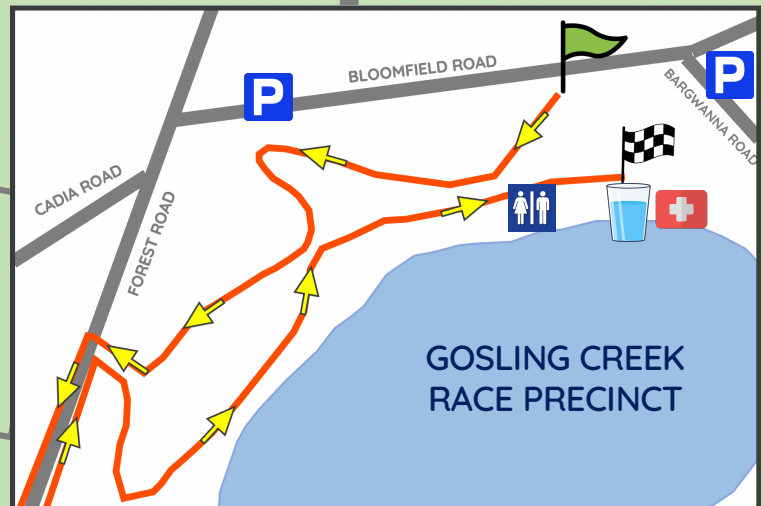 BLOOMFIELD ROAD
P
P
BARGWANNA ROAD
CADIA ROAD
FOREST ROAD
GOSLING CREEK
RACE PRECINCT